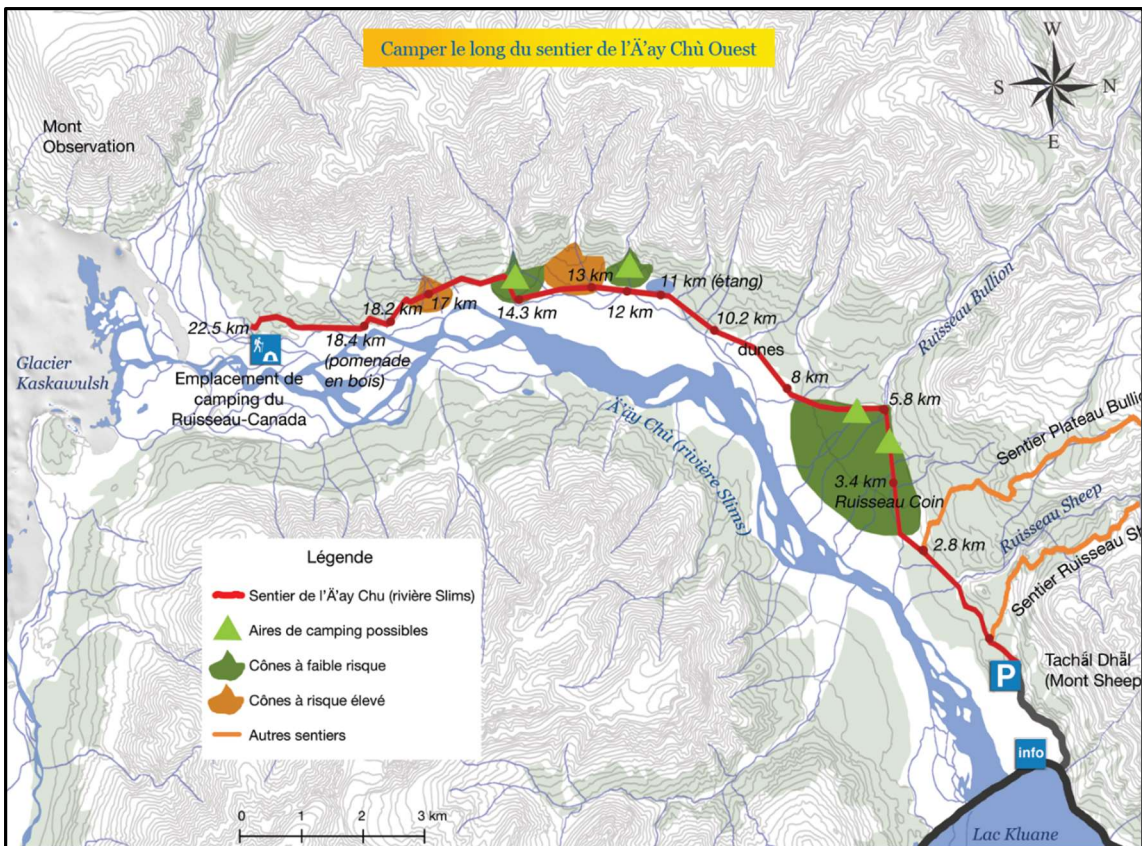 Camper le long du sentier de l'Ä'ay Chù Ouest
W
S
N
E
Mont
Observation
13 km
11 km (étang)
18.2 km
17 km
22.5 km
14.3 km
12 km
10.2 km
18.4 km
(pomenade
en bois)
dunes
Ruisseau Bullion
Glacier
Kaskawulsh
Emplacement de
camping du
Ruisseau-Canada
8 km
5.8 km
Ä'äy Chù (rivière Slims)
Sentier Plateau Bullio
3.4 km
Ruisseau Coin
Ruisseau Sheep
2.8 km
Sentier Ruisseau Sh
Légende
Sentier de l'Ä'ay Chu (rivière Slims)
Aires de camping possibles
Cônes à faible risque
Cônes à risque élevé
Autres sentiers
P
Tachäl Dhäl
(Mont Sheep
info
0 1 2 3 km
Lac Kluane